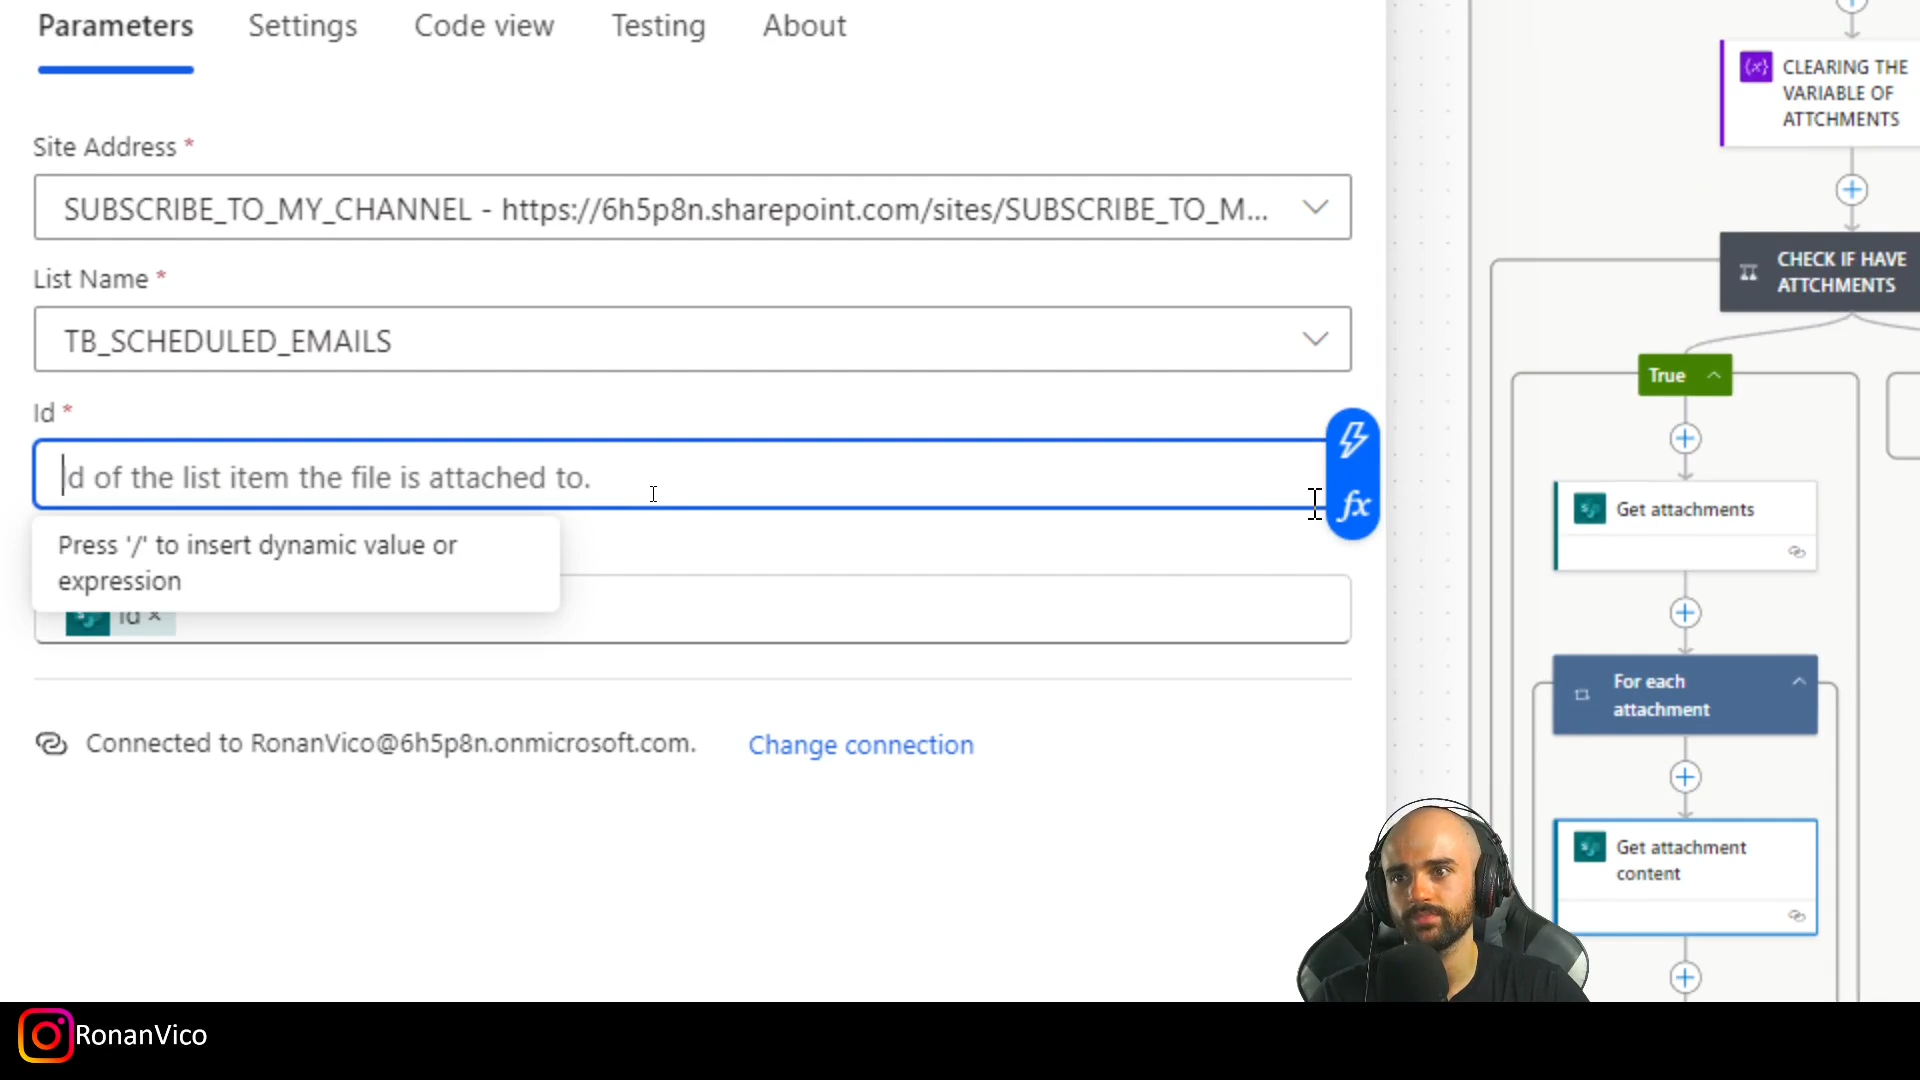 Parameters Settings Code view Testing About
Site Address *
SUBSCRIBE_TO_MY_CHANNEL - https://6h5p8n.sharepoint.com/sites/SUBSCRIBE_TO_M...
List Name *
TB_SCHEDULED_EMAILS
Id *
Id of the list item the file is attached to.
fx
Press '/' to insert dynamic value or
expression
Id ×
Connected to RonanVico@6h5p8n.onmicrosoft.com. Change connection
{x} CLEARING THE
VARIABLE OF
ATTCHMENTS
CHECK IF HAVE
ATTCHMENTS
True
Get attachments
For each
attachment
Get attachment
content
RonanVico